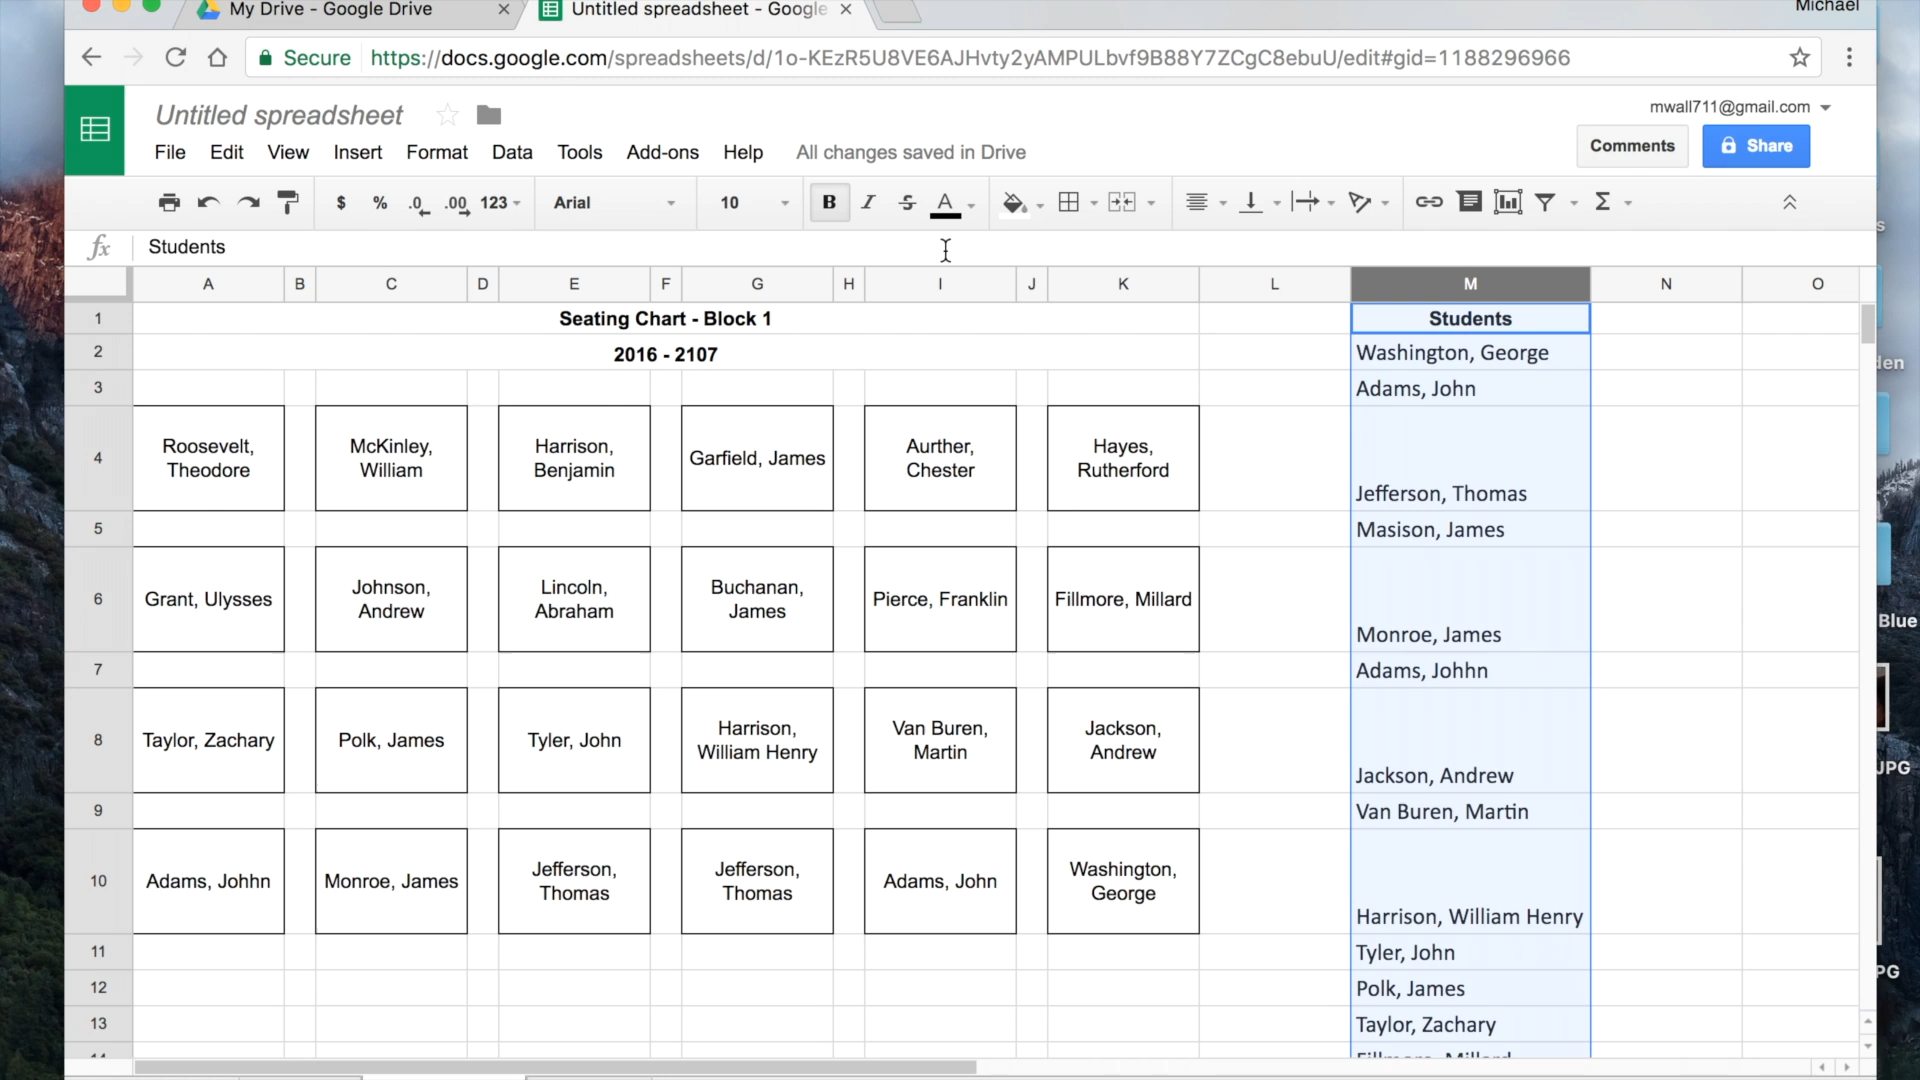 My Drive - Google Drive
Untitled spreadsheet - Google
Michael
Secure https://docs.google.com/spreadsheets/d/1o-KEzR5U8VE6AJHvty2yAMPULbvf9B88Y7ZCgC8ebuU/edit#gid=1188296966
Untitled spreadsheet
mwall711@gmail.com
File Edit View Insert Format Data Tools Add-ons Help All changes saved in Drive
Comments
Share
$ % .0 .00 123 Arial 10 B I S A Σ
fx Students
A B C D E F G H I J K L M N O
1 Seating Chart - Block 1 Students
2 2016 - 2107 Washington, George
3 Adams, John
4
Roosevelt,
Theodore
McKinley,
William
Harrison,
Benjamin
Garfield, James
Aurther,
Chester
Hayes,
Rutherford
Jefferson, Thomas
5 Masison, James
6
Grant, Ulysses
Johnson,
Andrew
Lincoln,
Abraham
Buchanan,
James
Pierce, Franklin
Fillmore, Millard
Monroe, James
7 Adams, Johhn
8
Taylor, Zachary
Polk, James
Tyler, John
Harrison,
William Henry
Van Buren,
Martin
Jackson,
Andrew
Jackson, Andrew
9 Van Buren, Martin
10
Adams, Johhn
Monroe, James
Jefferson,
Thomas
Jefferson,
Thomas
Adams, John
Washington,
George
Harrison, William Henry
11 Tyler, John
12 Polk, James
13 Taylor, Zachary
Blue